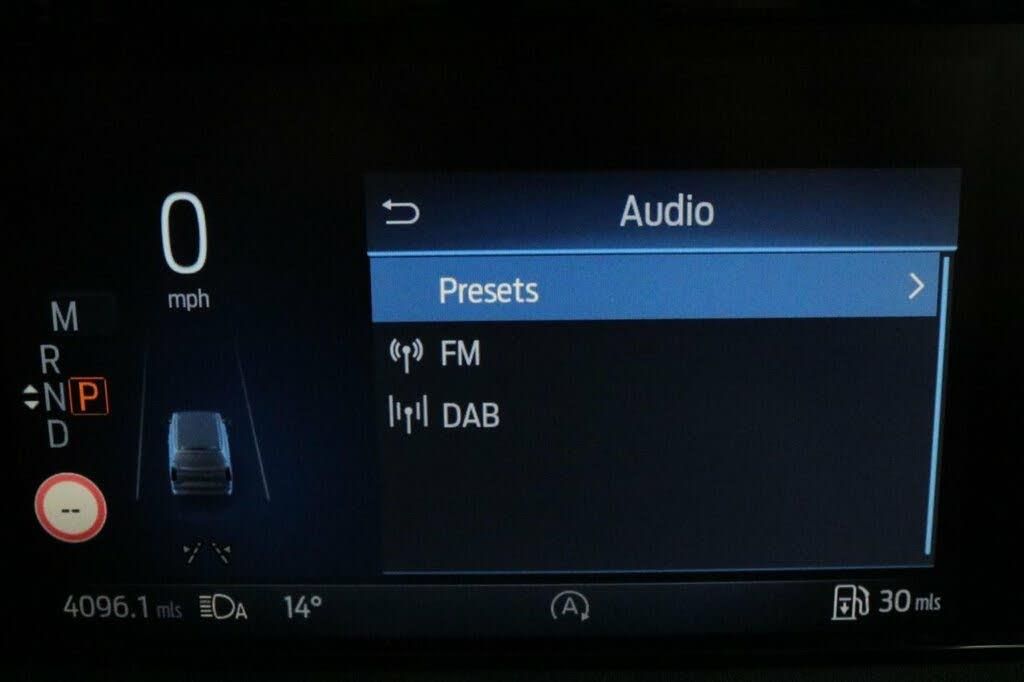 0
mph
M
R
N P
D
--
Audio
Presets
FM
DAB
4096.1 mls
A
14°
A
30 mls